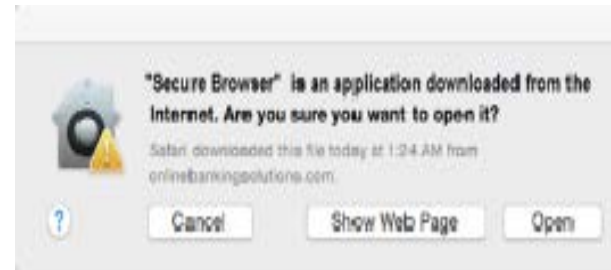 "Secure Browser" is an application downloaded from the
Internet. Are you sure you want to open it?
Safari downloaded this file today at 1:24 AM from
onlinebankingsolutions.com.
?
Cancel
Show Web Page
Open